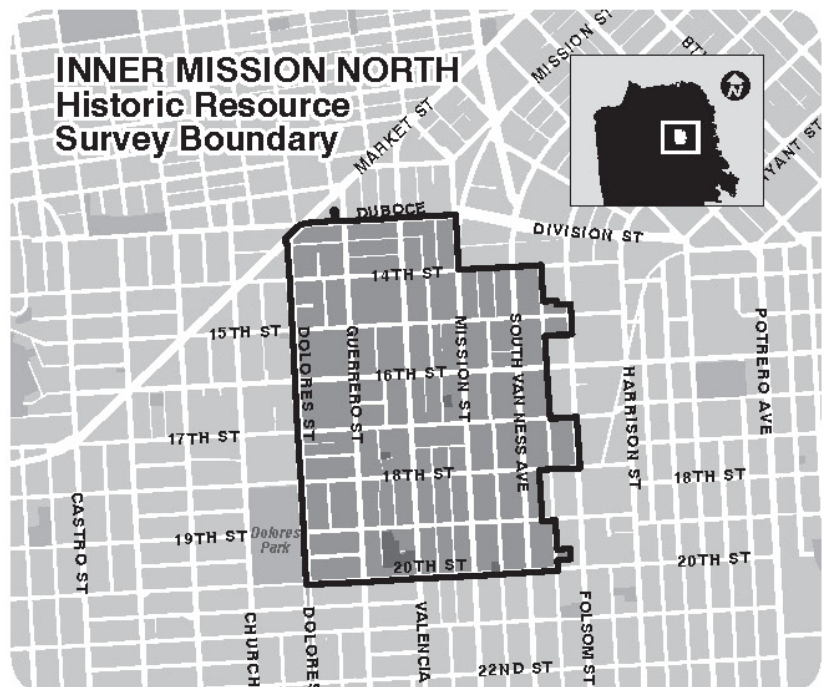 INNER MISSION NORTH
Historic Resource
Survey Boundary
MISSION ST
8TH
N
MARKET ST
YANT ST
DUBOCE
DIVISION ST
14TH ST
15TH ST
DOLORES ST
GUERRERO ST
MISSION ST
SOUTH VAN NESS AVE
POTRERO AVE
16TH ST
HARRISON ST
17TH ST
18TH ST
18TH ST
CASTRO ST
19TH ST
Dolores
Park
20TH ST
20TH ST
CHURCH
DOLORES
VALENCIA
FOLSOM ST
22ND ST